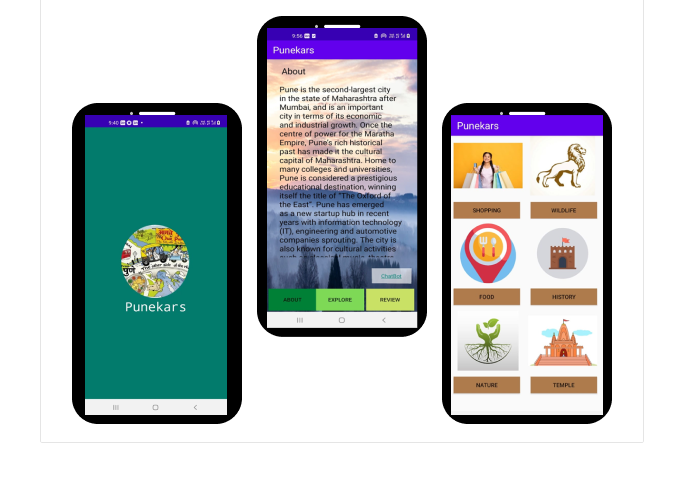 9:40
Punekars
9:56
Punekars
About
Pune is the second-largest city
in the state of Maharashtra after
Mumbai, and is an important
city in terms of its economic
and industrial growth. Once the
centre of power for the Maratha
Empire, Pune's rich historical
past has made it the cultural
capital of Maharashtra. Home to
many colleges and universities,
Pune is considered a prestigious
educational destination, winning
itself the title of "The Oxford of
the East". Pune has emerged
as a new startup hub in recent
years with information technology
(IT), engineering and automotive
companies sprouting. The city is
also known for cultural activities
ChatBot
ABOUT EXPLORE REVIEW
Punekars
SHOPPING WILDLIFE
FOOD HISTORY
NATURE TEMPLE